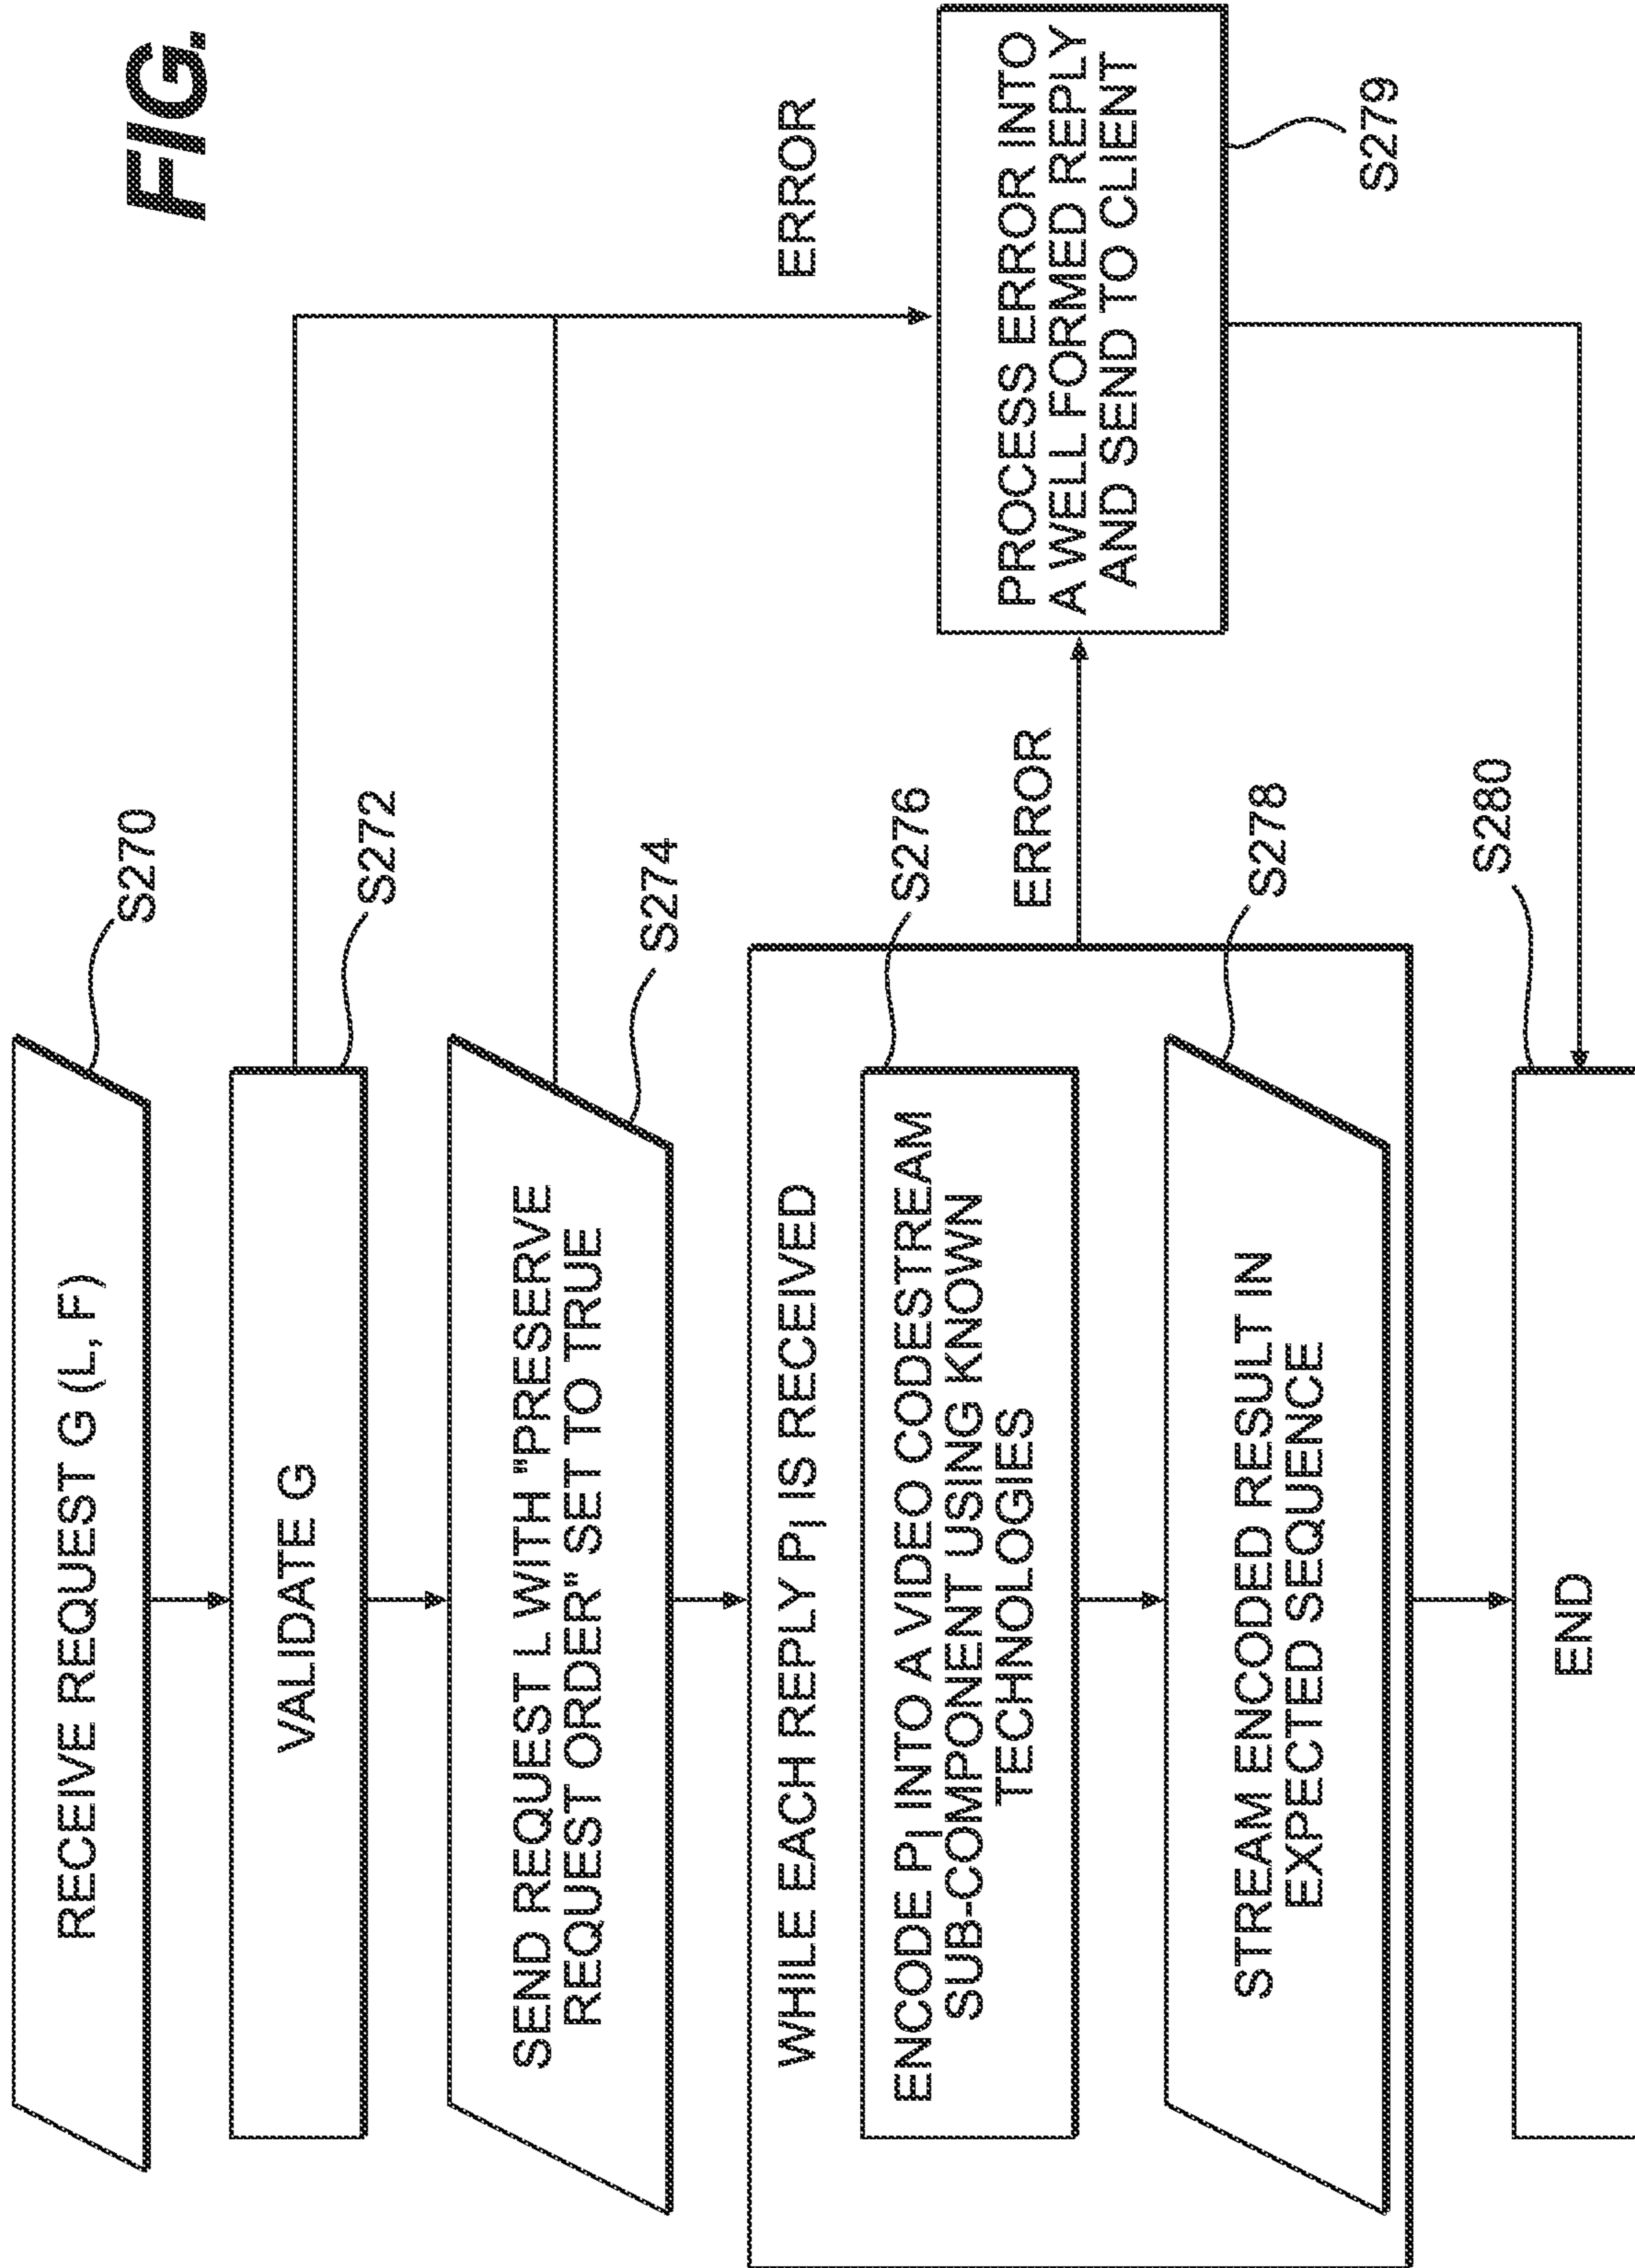 FIG.
RECEIVE REQUEST G (L, F)
S270
VALIDATE G
S272
SEND REQUEST L WITH "PRESERVE
REQUEST ORDER" SET TO TRUE
S274
ERROR
WHILE EACH REPLY PI IS RECEIVED
ENCODE PI INTO A VIDEO CODESTREAM
SUB-COMPONENT USING KNOWN
TECHNOLOGIES
S276
ERROR
PROCESS ERROR INTO
A WELL FORMED REPLY
AND SEND TO CLIENT
S279
STREAM ENCODED RESULT IN
EXPECTED SEQUENCE
S278
END
S280